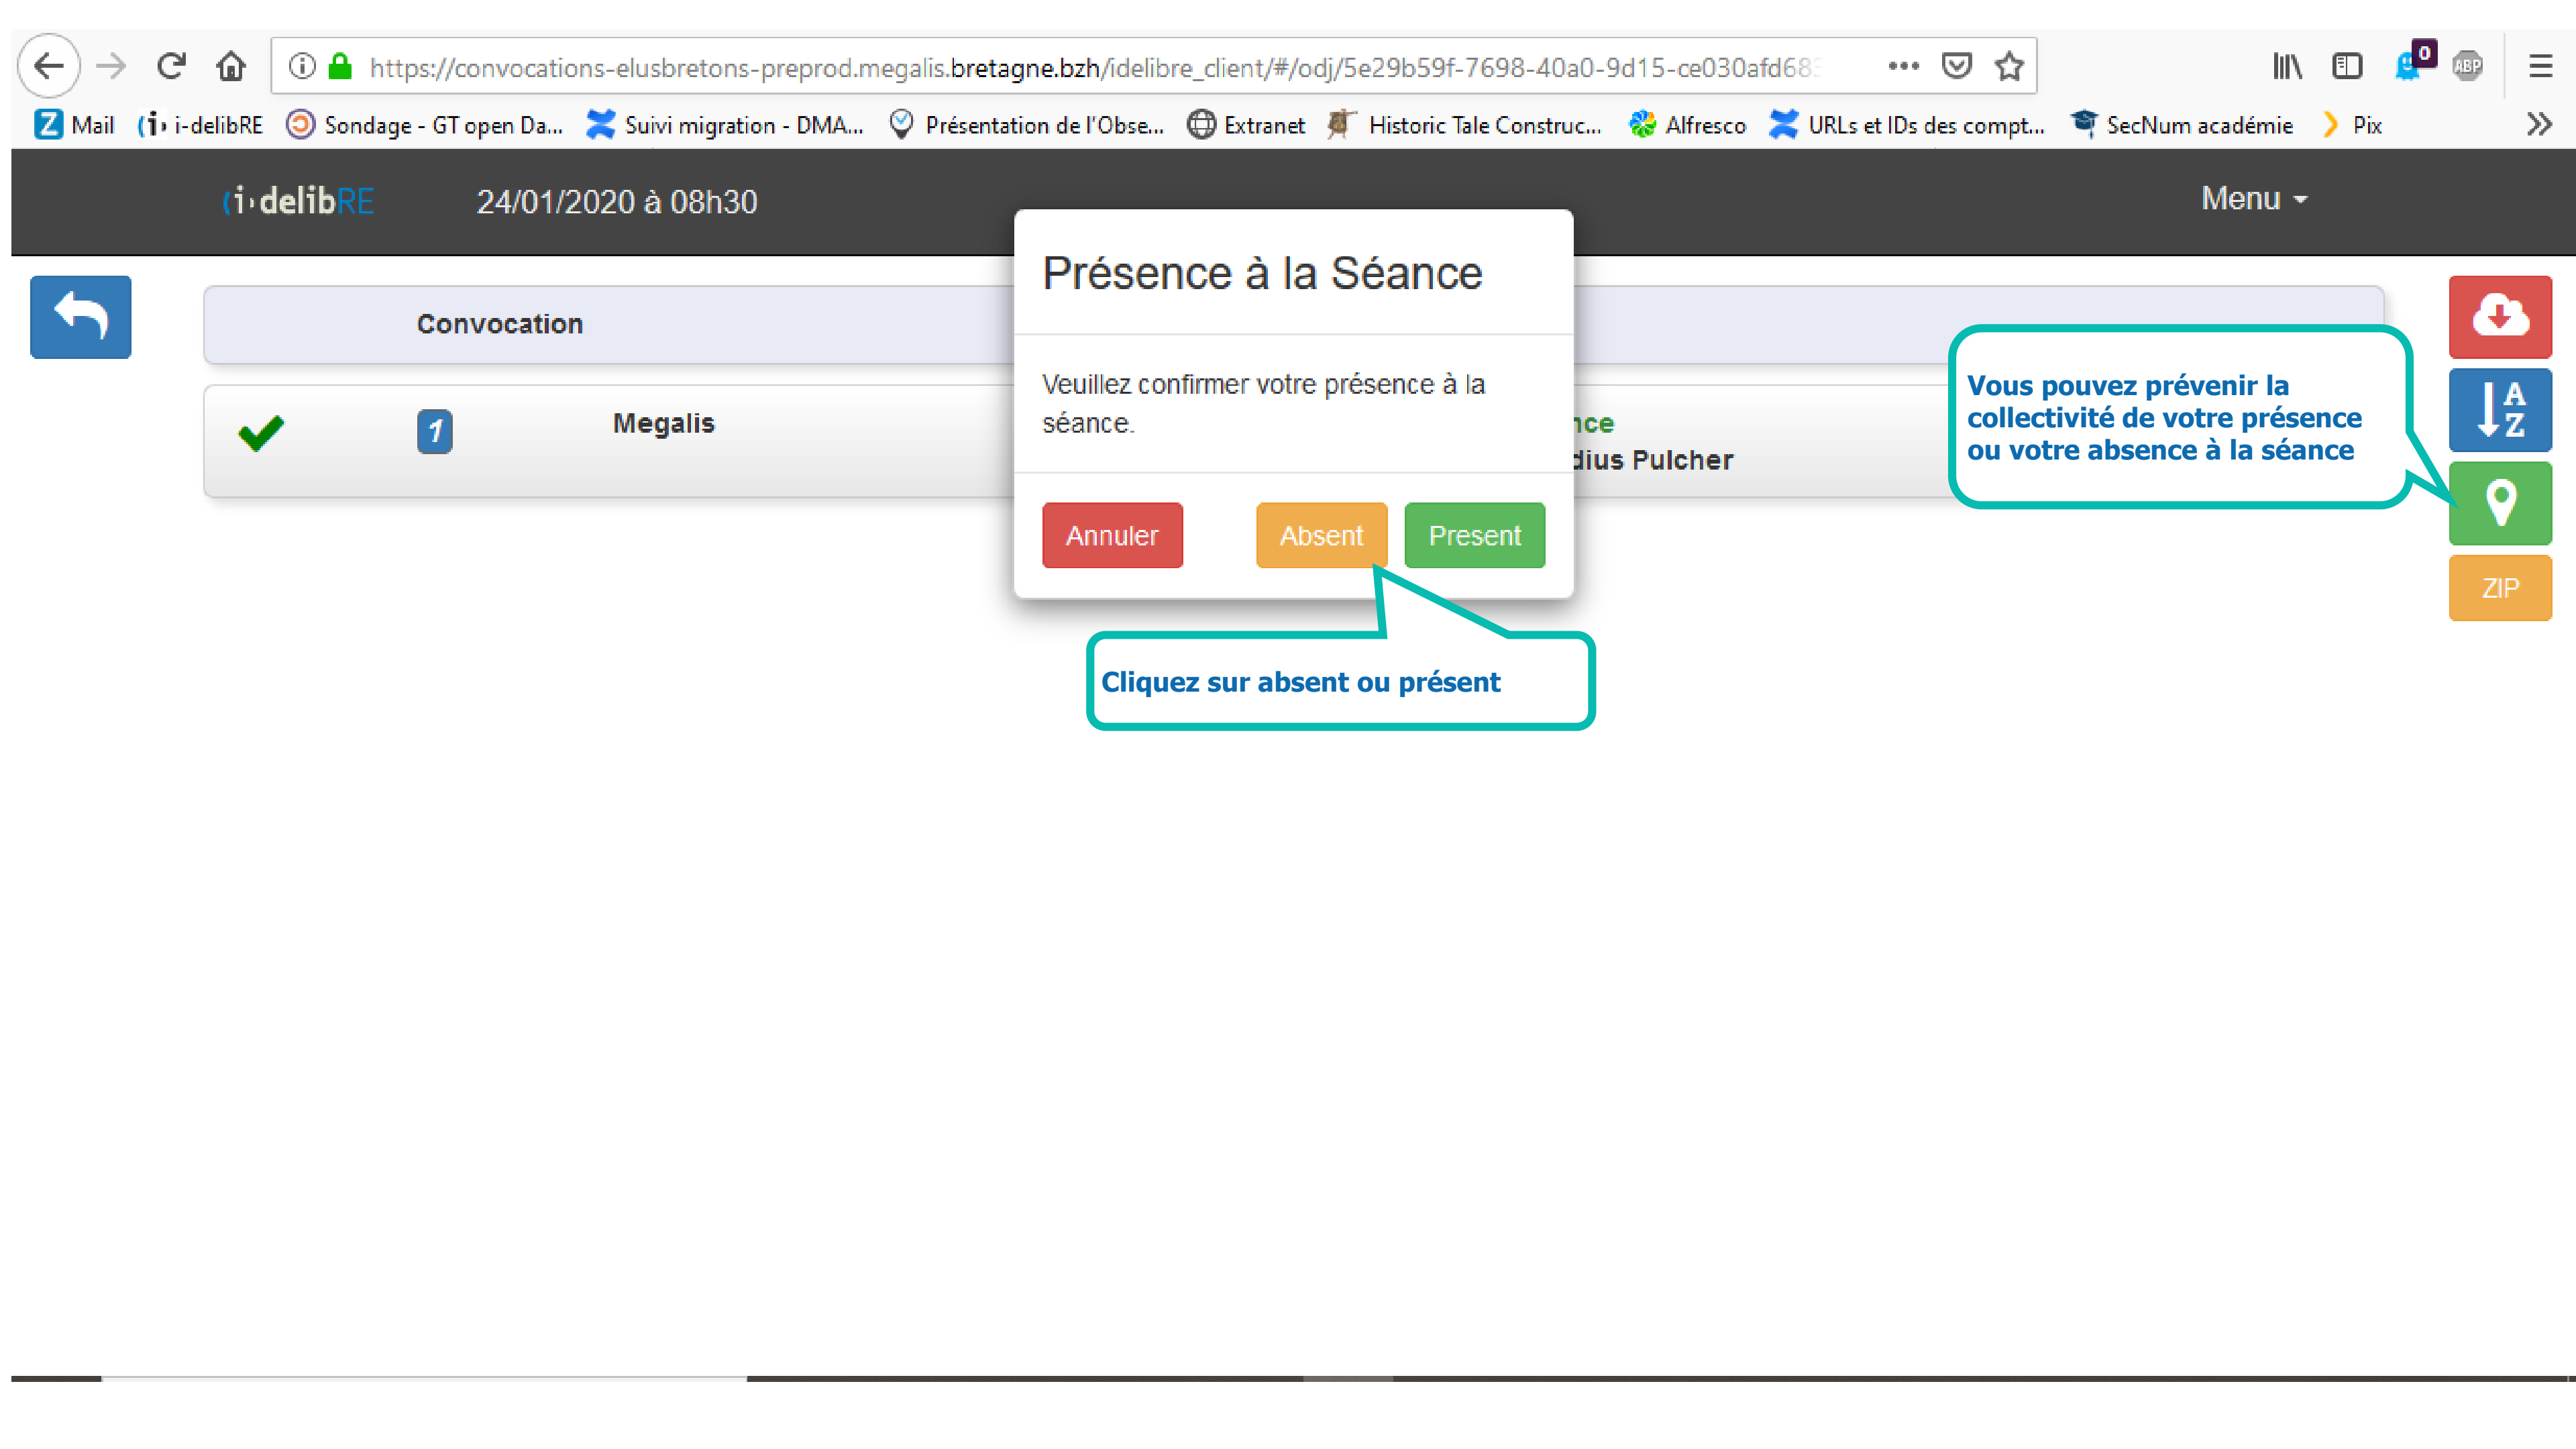 https://convocations-elusbretons-preprod.megalis.bretagne.bzh/idelibre_client/#/odj/5e29b59f-7698-40a0-9d15-ce030afd68
0
ABP
Z Mail (i› i-delibRE Sondage - GT open Da... Suivi migration - DMA... Présentation de l'Obse... Extranet Historic Tale Construc... Alfresco URLs et IDs des compt... SecNum académie Pix
(i›delibRE 24/01/2020 à 08h30 Menu
Présence à la Séance
Convocation
Veuillez confirmer votre présence à la
séance.
1 Megalis
Pulcher
Annuler Absent Present
Vous pouvez prévenir la
collectivité de votre présence
ou votre absence à la séance
A
Z
ZIP
Cliquez sur absent ou présent